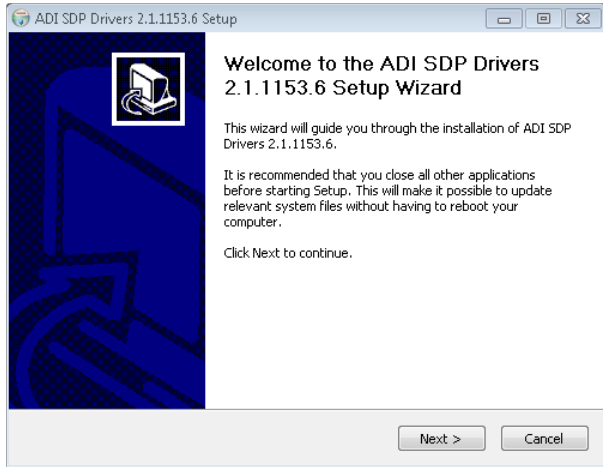 ADI SDP Drivers 2.1.1153.6 Setup
Welcome to the ADI SDP Drivers
2.1.1153.6 Setup Wizard
This wizard will guide you through the installation of ADI SDP
Drivers 2.1.1153.6.
It is recommended that you close all other applications
before starting Setup. This will make it possible to update
relevant system files without having to reboot your
computer.
Click Next to continue.
Next >
Cancel